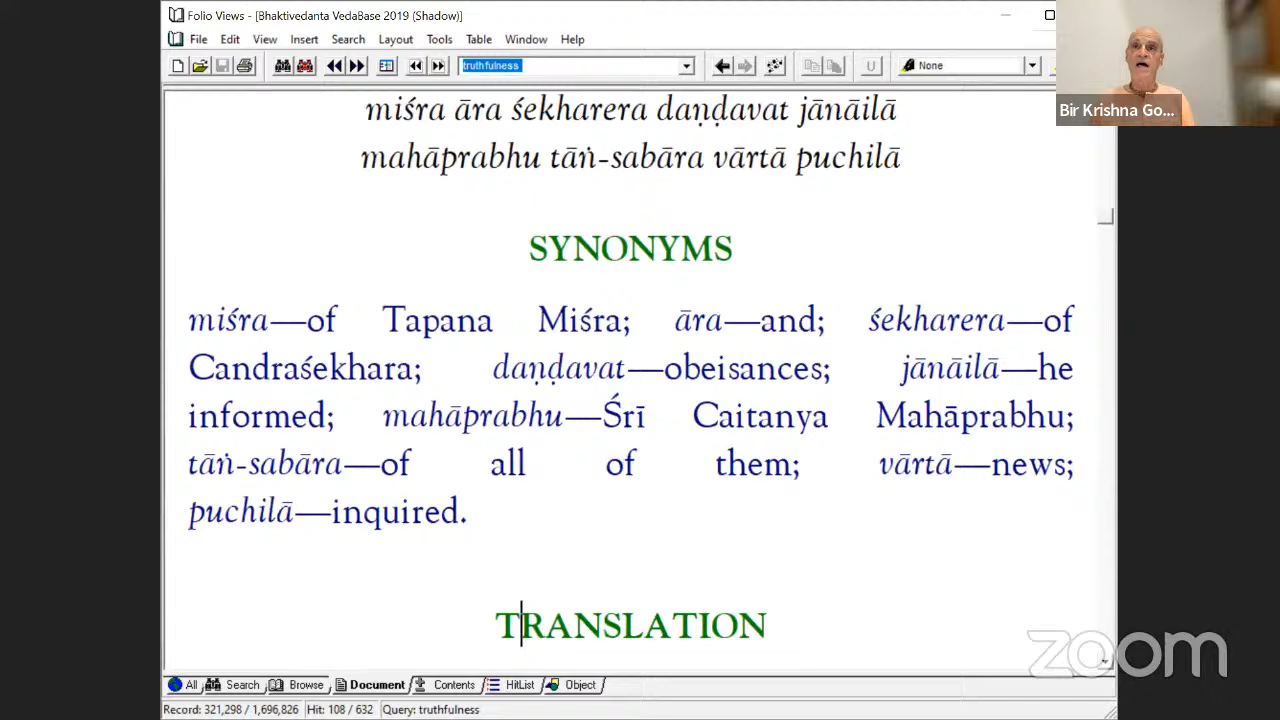 Folio Views - [Bhaktivedanta VedaBase 2019 (Shadow)]
File Edit View Insert Search Layout Tools Table Window Help
truthfulness
U
None
Bir Krishna Go...
miśra āra śekharera daṇḍavat jānāilā
mahāprabhu tāṅ-sabāra vārtā puchilā
SYNONYMS
miśra—of Tapana Miśra; āra—and; śekharera—of
Candraśekhara; daṇḍavat—obeisances; jānāilā—he
informed; mahāprabhu—Śrī Caitanya Mahāprabhu;
tāṅ-sabāra—of all of them; vārtā—news;
puchilā—inquired.
TRANSLATION
zoom
All Search Browse Document Contents HitList Object
Record: 321,298 / 1,696,826 Hit: 108 / 632 Query: truthfulness